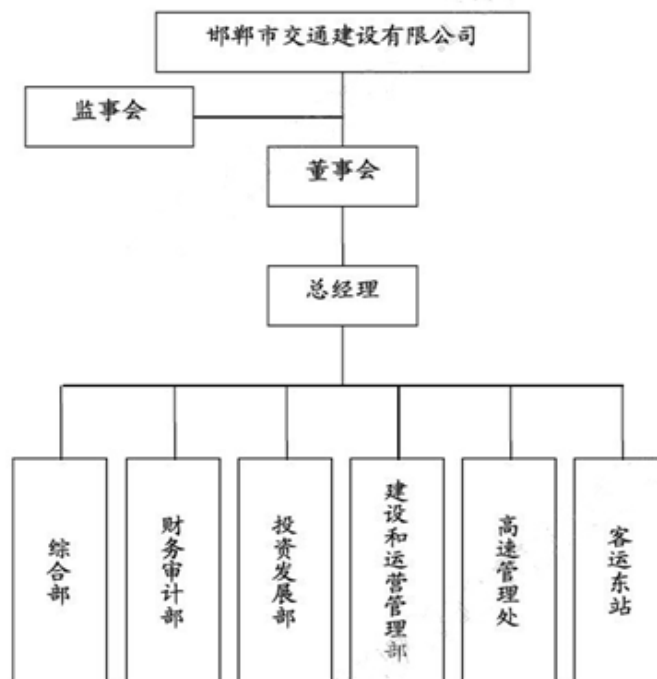 邯郸市交通建设有限公司
监事会
董事会
总经理
综合部
财务审计部
投资发展部
建设和运营管理部
高速管理处
客运东站